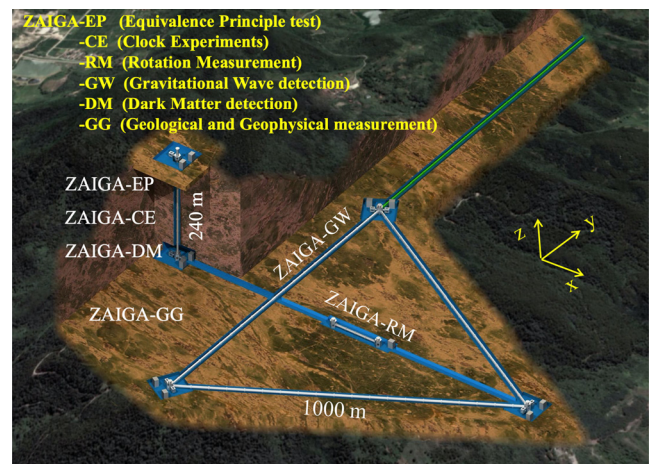 ZAIGA-EP (Equivalence Principle test)
-CE (Clock Experiments)
-RM (Rotation Measurement)
-GW (Gravitational Wave detection)
-DM (Dark Matter detection)
-GG (Geological and Geophysical measurement)
ZAIGA-EP
ZAIGA-CE
ZAIGA-DM
240 m
ZAIGA-GW
z
y
x
ZAIGA-GG
ZAIGA-RM
1000 m